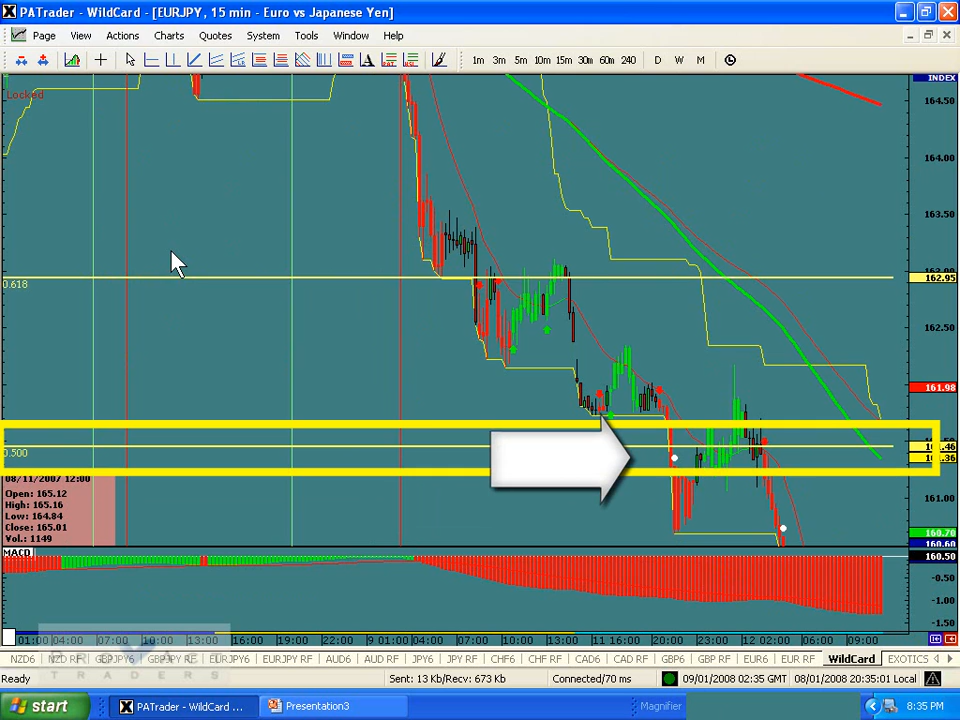 PATrader - WildCard - [EURJPY, 15 min - Euro vs Japanese Yen]
Page View Actions Charts Quotes System Tools Window Help
1m 3m 5m 10m 15m 30m 60m 240 D W M
INDEX
Locked
164.50
164.00
163.50
162.95
0.618
162.50
161.98
161.36
0.500
08/11/2007 12:00
Open: 165.12
High: 165.16
Low: 164.84
Close: 165.01
Vol.: 1149
161.00
160.60
MACD
160.50
-0.50
-1.00
-1.50
01:00 04:00 07:00 10:00 13:00 16:00 19:00 22:00 9 01:00 04:00 07:00 10:00 11 16:00 20:00 23:00 12 02:00 06:00 09:00
NZD6 NZD RF GBPJPY6 GBPJPY RF EURJPY6 EURJPY RF AUD6 AUD RF JPY6 JPY RF CHF6 CHF RF CAD6 CAD RF GBP6 GBP RF EUR6 EUR RF WildCard EXOTICS
TRADERS
Ready Sent: 13 Kb/Recv: 673 Kb Connected/70 ms 09/01/2008 02:35 GMT 08/01/2008 20:35:01 Local
start PATrader - WildCard ... Presentation3 Magnifier 8:35 PM